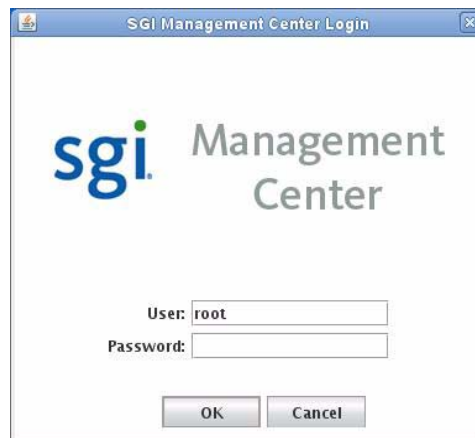 SGI Management Center Login
sgi Management
Center
User: root
Password:
OK Cancel